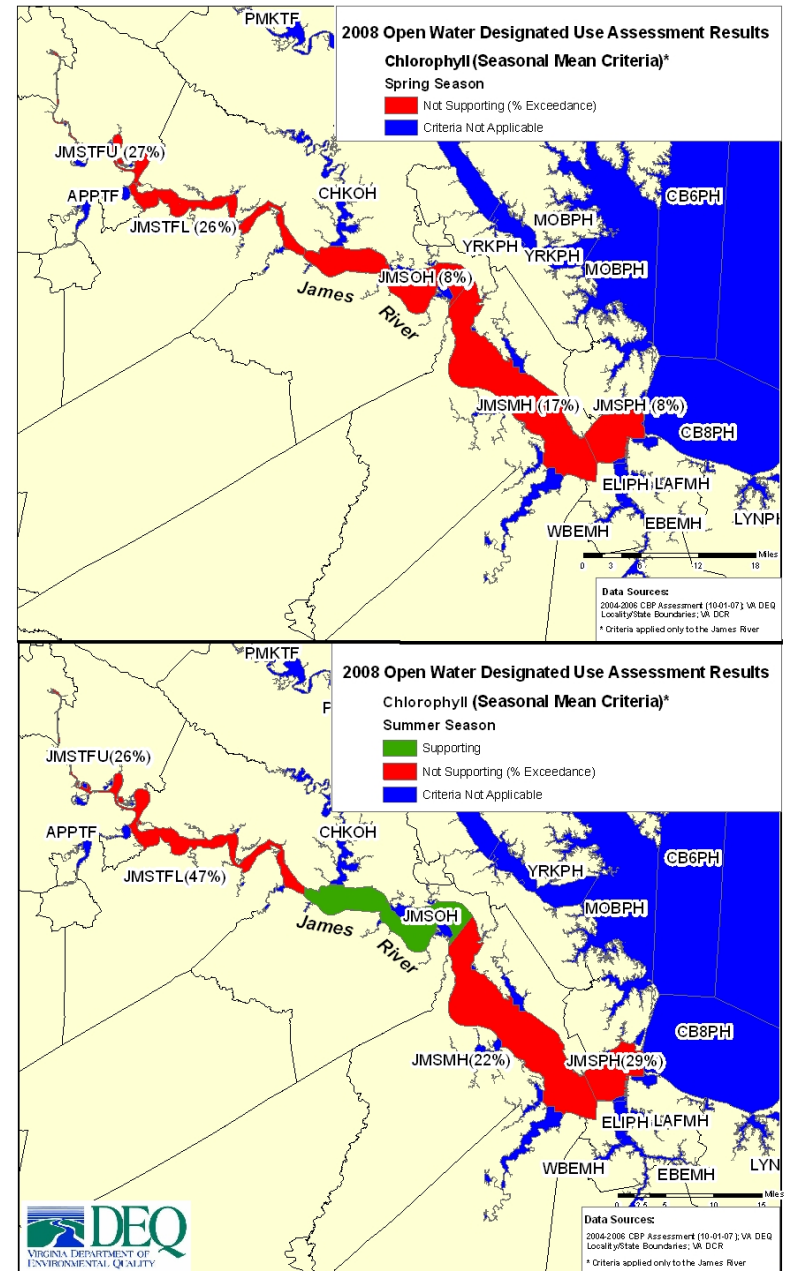 PMKTF
2008 Open Water Designated Use Assessment Results
Chlorophyll (Seasonal Mean Criteria)*
Spring Season
Not Supporting (% Exceedance)
Criteria Not Applicable
JMSTFU (27%)
APPTF
JMSTFL (26%)
CHKOH
CB6PH
MOBPH
YRKPH
YRKPH
MOBPH
JMSOH (8%)
James
River
JMSMH (17%)
JMSPH (8%)
CB8PH
ELIPH
LAFMH
WBEMH
EBEMH
LYNPH
Miles
0 3 6 12 18
Data Sources:
2004-2006 CBP Assessment (10-01-07); VA DEQ
Locality/State Boundaries; VA DCR
* Criteria applied only to the James River
PMKTF
F
2008 Open Water Designated Use Assessment Results
Chlorophyll (Seasonal Mean Criteria)*
Summer Season
Supporting
Not Supporting (% Exceedance)
Criteria Not Applicable
JMSTFU(26%)
APPTF
JMSTFL(47%)
CHKOH
CB6PH
YRKPH
MOBPH
JMSOH
James
River
CB8PH
JMSMH(22%)
JMSPH(29%)
ELIPH
LAFMH
WBEMH
EBEMH
LYN
Miles
0 2.5 5 10 15
DEQ
VIRGINIA DEPARTMENT OF
ENVIRONMENTAL QUALITY
Data Sources:
2004-2006 CBP Assessment (10-01-07); VA DEQ
Locality/State Boundaries; VA DCR
* Criteria applied only to the James River